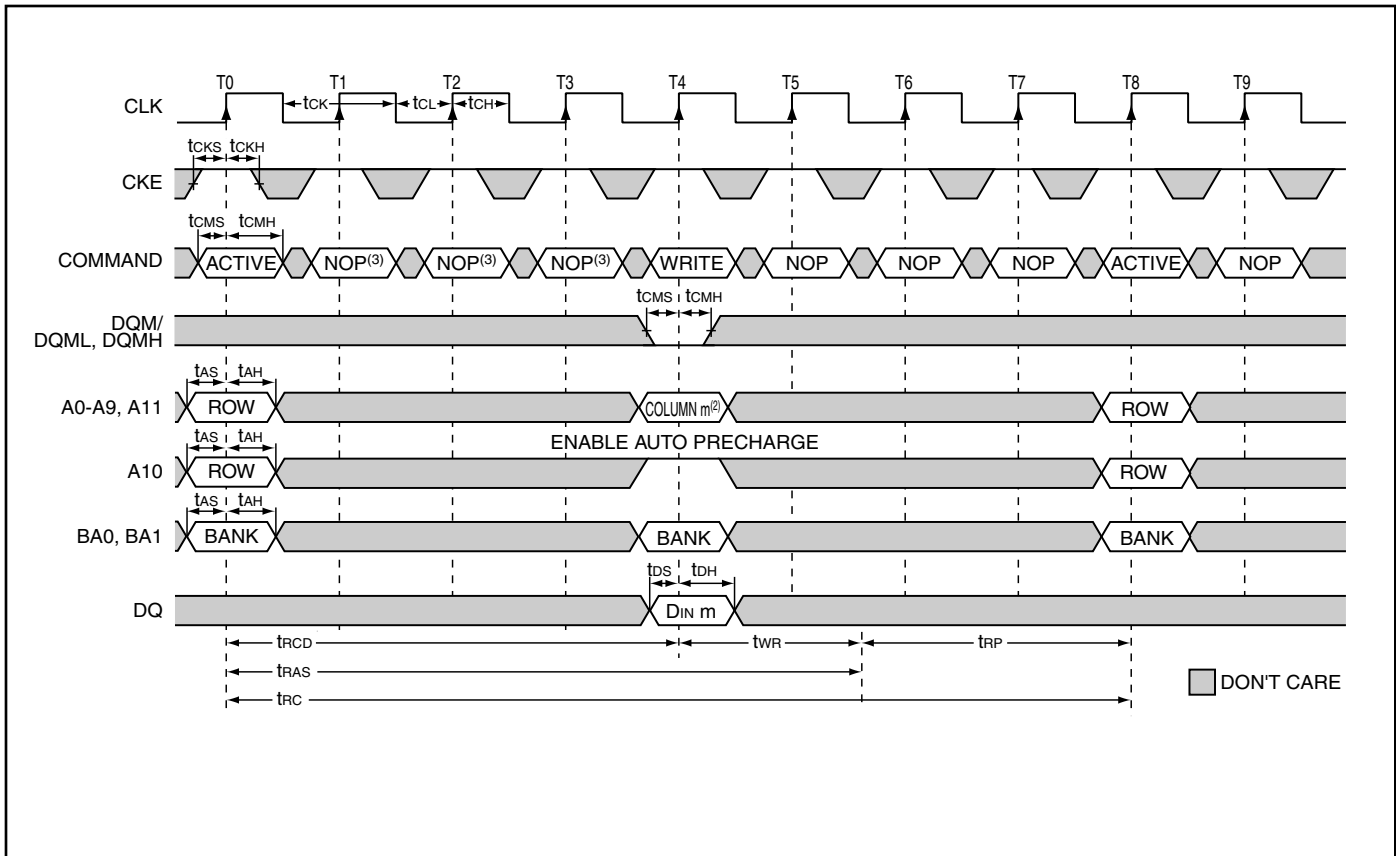 T0 T1 T2 T3 T4 T5 T6 T7 T8 T9
CLK
tCK tCL tCH
tCKS tCKH
CKE
tCMS tCMH
COMMAND ACTIVE NOP(3) NOP(3) NOP(3) WRITE NOP NOP NOP ACTIVE NOP
tCMS tCMH
DQM/
DQML, DQMH
tAS tAH
A0-A9, A11 ROW COLUMN m(2) ROW
tAS tAH ENABLE AUTO PRECHARGE
A10 ROW ROW
tAS tAH
BA0, BA1 BANK BANK BANK
tDS tDH
DQ DIN m
tRCD tWR tRP
tRAS
tRC
DON'T CARE